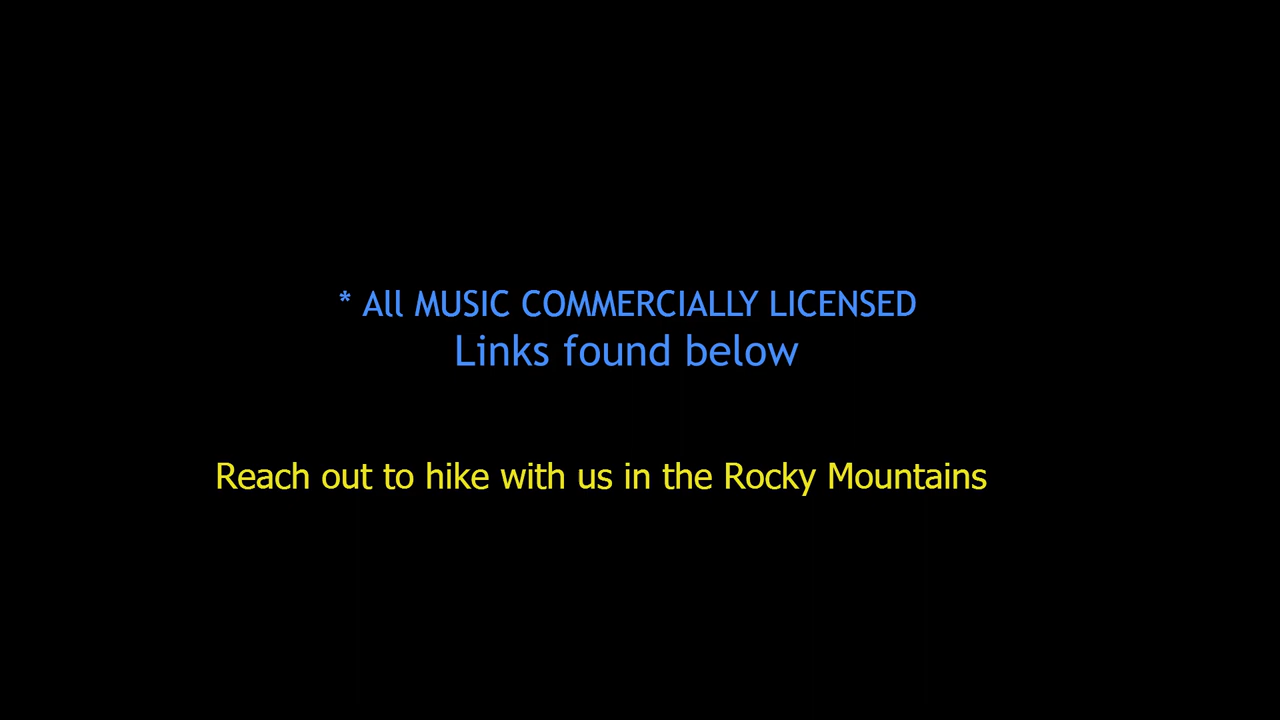 * All MUSIC COMMERCIALLY LICENSED
Links found below
Reach out to hike with us in the Rocky Mountains